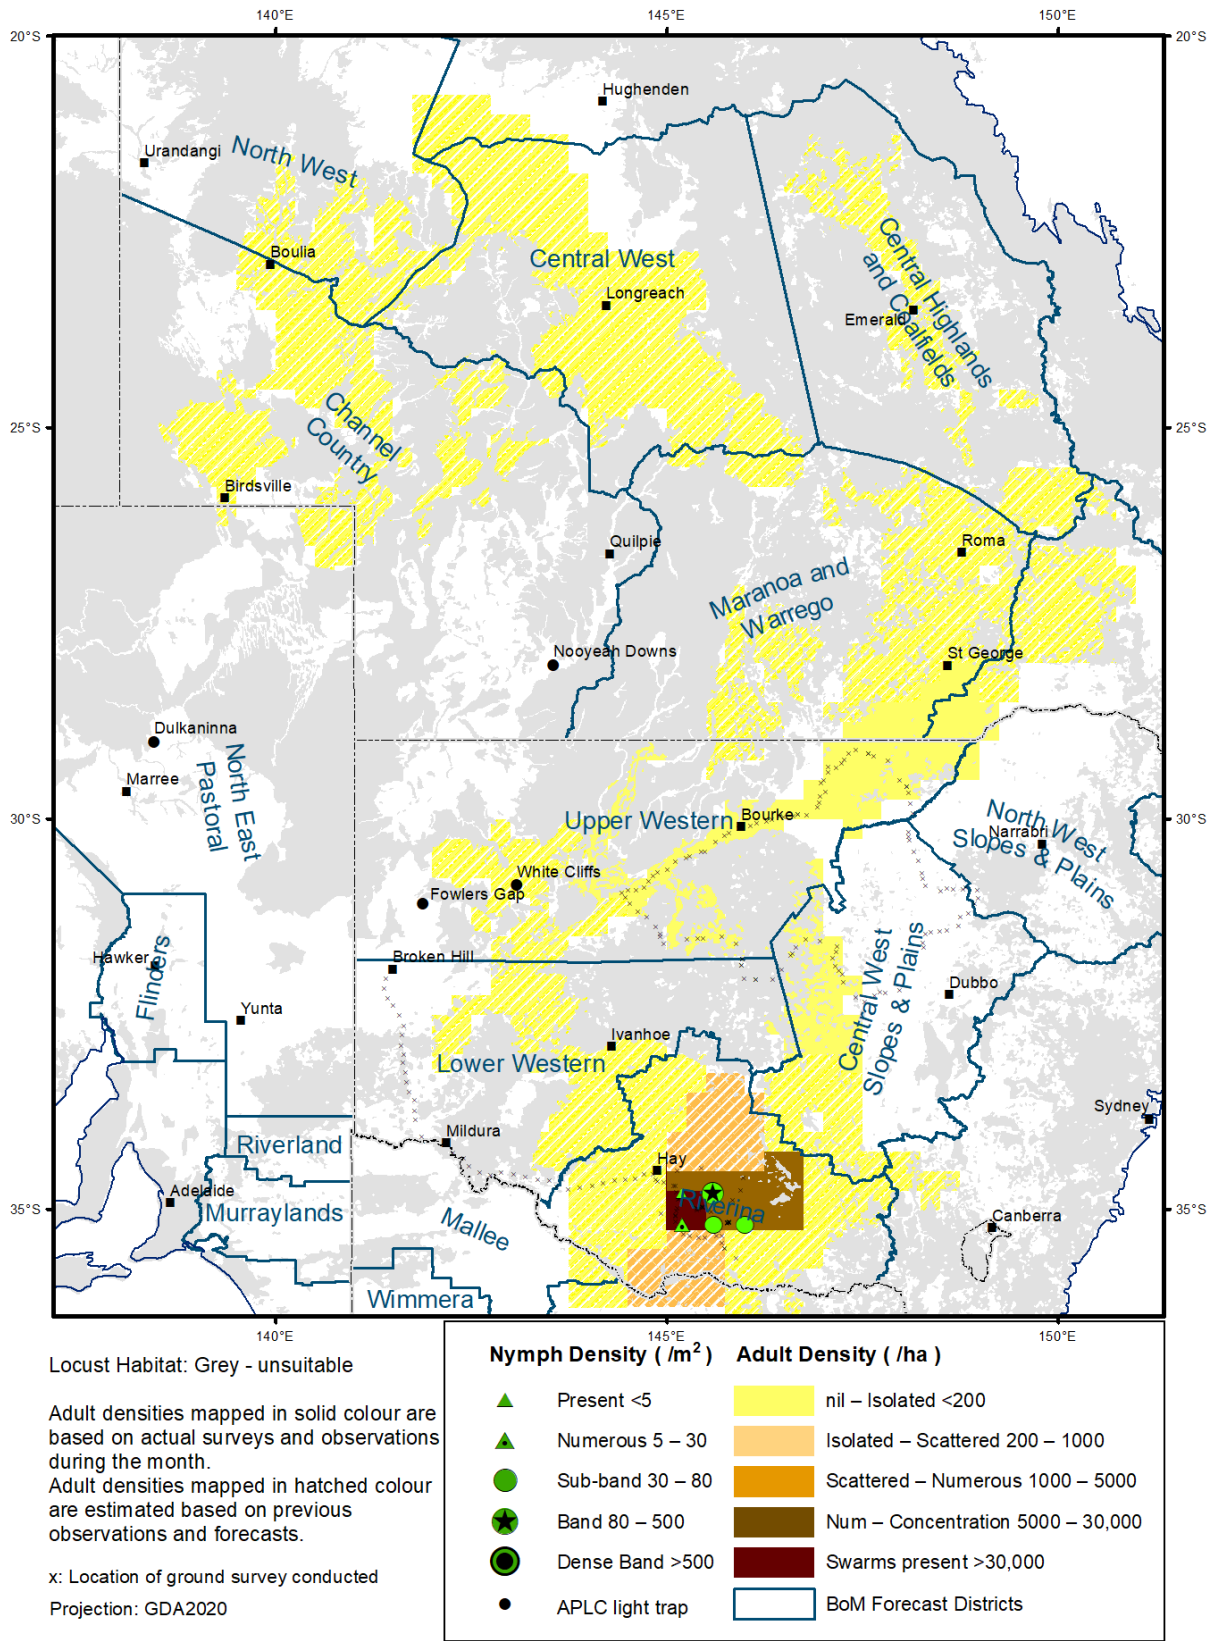 140°E
145°E
150°E
20°S
20°S
Hughenden
Urandangi
North West
Boulia
Central West
Longreach
Central Highlands
and Coalfields
Emerald
25°S
25°S
Channel
Country
Birdsville
Quilpie
Roma
Maranoa and
Warrego
Nooyeah Downs
St George
Dulkaninna
Marree
North East
Pastoral
30°S
30°S
Upper Western
Bourke
North West
Slopes & Plains
Narrabri
White Cliffs
Fowlers Gap
Broken Hill
Hawker
Flinders
Yunta
Central West
Slopes & Plains
Dubbo
Ivanhoe
Lower Western
Sydney
Riverland
Mildura
Hay
Adelaide
Murraylands
Mallee
Riverina
Canberra
35°S
35°S
Wimmera
140°E
145°E
150°E
Locust Habitat: Grey - unsuitable
Adult densities mapped in solid colour are
based on actual surveys and observations
during the month.
Adult densities mapped in hatched colour
are estimated based on previous
observations and forecasts.
x: Location of ground survey conducted
Projection: GDA2020
Nymph Density ( /m² )
Present <5
Numerous 5 – 30
Sub-band 30 – 80
Band 80 – 500
Dense Band >500
APLC light trap
Adult Density ( /ha )
nil – Isolated <200
Isolated – Scattered 200 – 1000
Scattered – Numerous 1000 – 5000
Num – Concentration 5000 – 30,000
Swarms present >30,000
BoM Forecast Districts